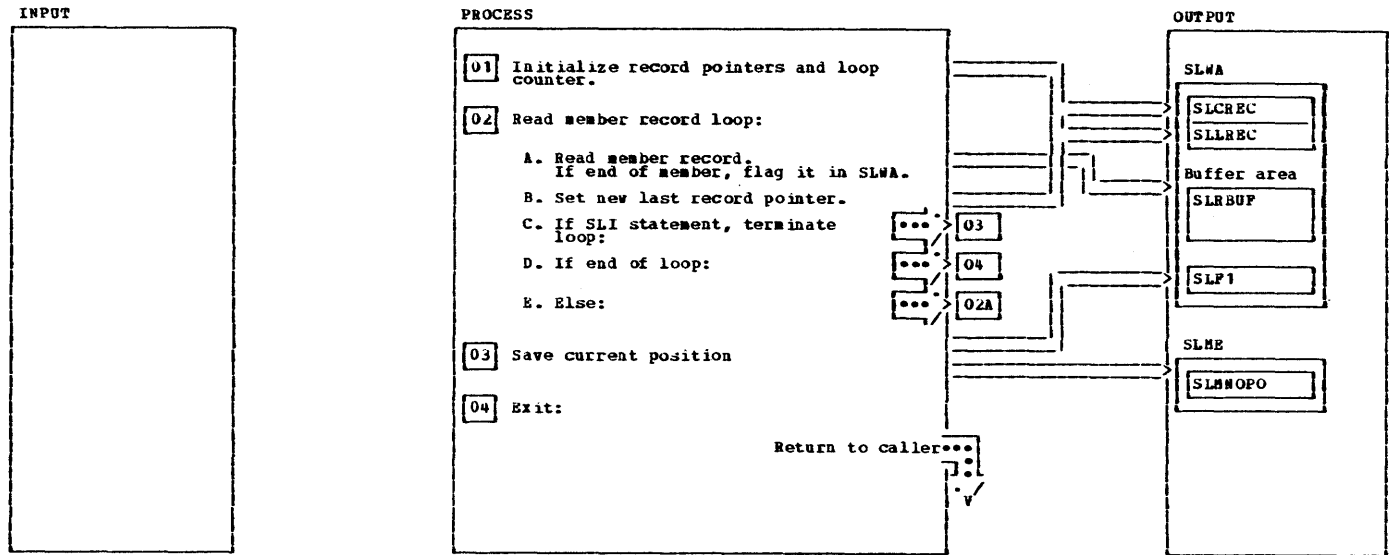 INPUT
PROCESS
OUTPUT
01 Initialize record pointers and loop
counter.
02 Read member record loop:
A. Read member record.
If end of member, flag it in SLWA.
B. Set new last record pointer.
C. If SLI statement, terminate
loop:
03
D. If end of loop:
04
E. Else:
02A
03 Save current position
04 Exit:
Return to caller
SLWA
SLCREC
SLLREC
Buffer area
SLRBUF
SLF1
SLME
SLMNOPO